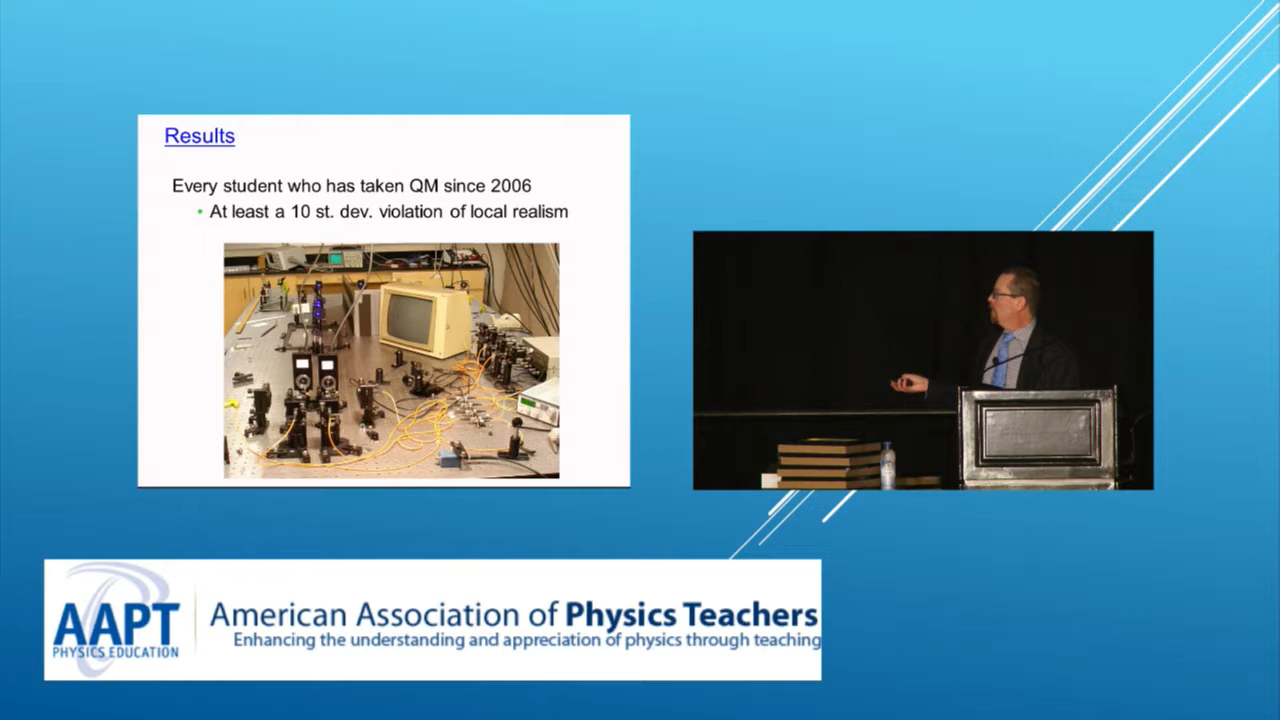 Results
Every student who has taken QM since 2006
• At least a 10 st. dev. violation of local realism
AAPT
PHYSICS EDUCATION
American Association of Physics Teachers
Enhancing the understanding and appreciation of physics through teaching